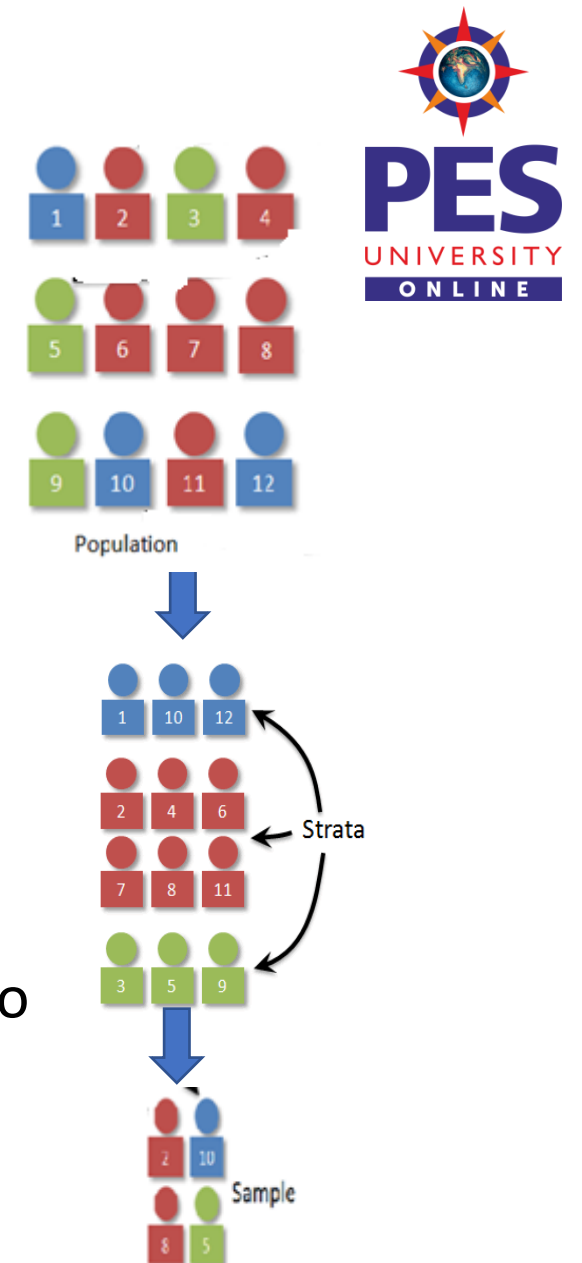 PES
UNIVERSITY
ONLINE
1 2 3 4
5 6 7 8
9 10 11 12
Population
1 10 12
2 4 6
Strata
7 8 11
3 5 9
o
2 10
Sample
8 5